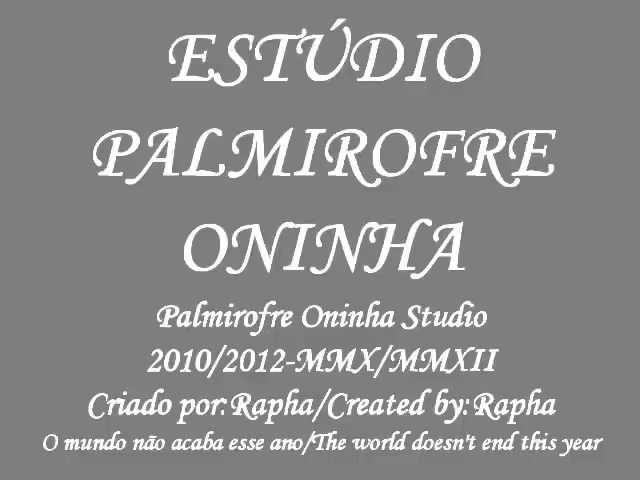 ESTÚDIO
PALMIROFRE
ONINHA
Palmirofre Oninha Studio
2010/2012-MMX/MMXII
Criado por:Rapha/Created by:Rapha
O mundo não acaba esse ano/The world doesn't end this year